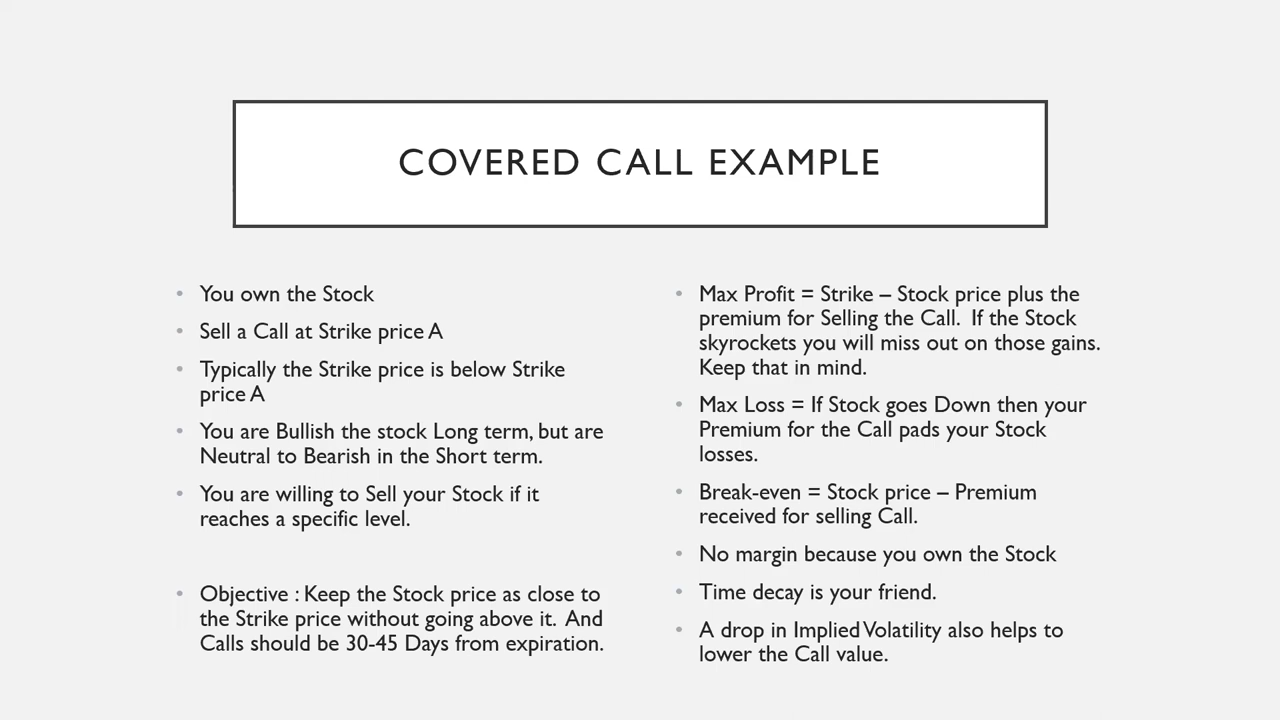 COVERED CALL EXAMPLE
• You own the Stock
• Sell a Call at Strike price A
• Typically the Strike price is below Strike
price A
• You are Bullish the stock Long term, but are
Neutral to Bearish in the Short term.
• You are willing to Sell your Stock if it
reaches a specific level.
• Objective : Keep the Stock price as close to
the Strike price without going above it.  And
Calls should be 30-45 Days from expiration.
• Max Profit = Strike – Stock price plus the
premium for Selling the Call.  If the Stock
skyrockets you will miss out on those gains.
Keep that in mind.
• Max Loss = If Stock goes Down then your
Premium for the Call pads your Stock
losses.
• Break-even = Stock price – Premium
received for selling Call.
• No margin because you own the Stock
• Time decay is your friend.
• A drop in Implied Volatility also helps to
lower the Call value.